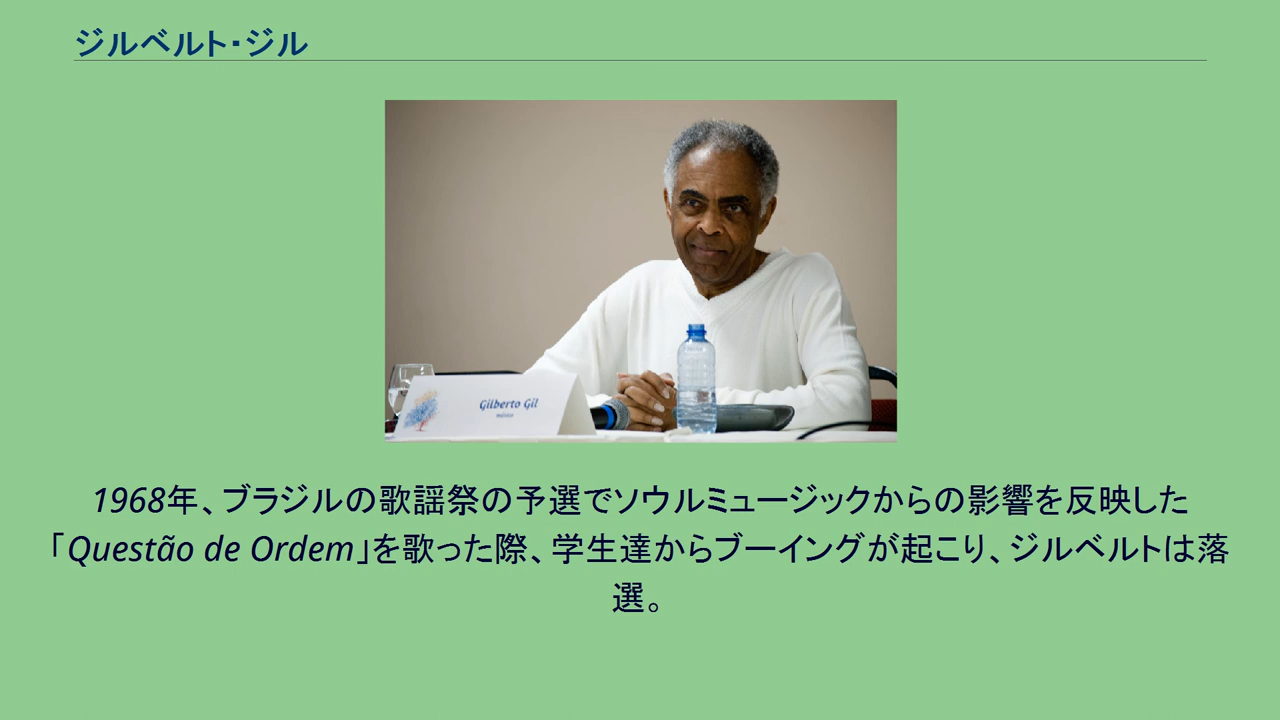 ジルベルト・ジル
Gilberto Gil
músico
1968年、ブラジルの歌謡祭の予選でソウルミュージックからの影響を反映した
「Questão de Ordem」を歌った際、学生達からブーイングが起こり、ジルベルトは落
選。